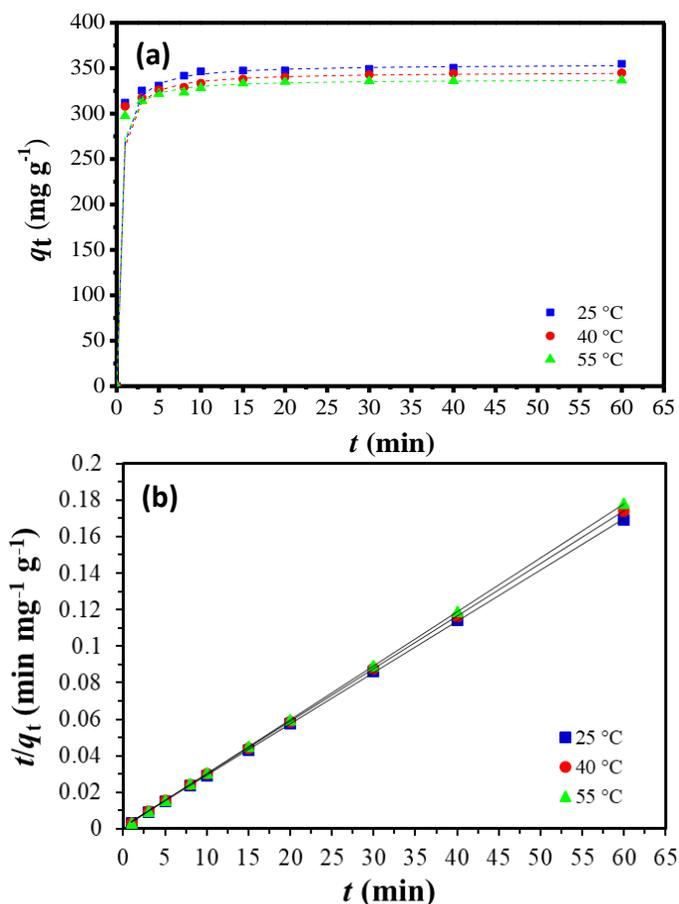 (a)
400
350
300
250
200
150
100
50
0
qt (mg g-1)
25 °C
40 °C
55 °C
0 5 10 15 20 25 30 35 40 45 50 55 60 65
t (min)
(b)
0.2
0.18
0.16
0.14
0.12
0.1
0.08
0.06
0.04
0.02
0
t/qt (min mg−1 g−1)
25 °C
40 °C
55 °C
0 5 10 15 20 25 30 35 40 45 50 55 60 65
t (min)